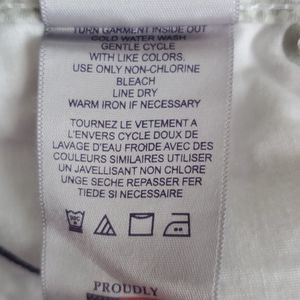 TURN GARMENT INSIDE OUT
COLD WATER WASH
GENTLE CYCLE
WITH LIKE COLORS,
USE ONLY NON-CHLORINE
BLEACH
LINE DRY
WARM IRON IF NECESSARY
TOURNEZ LE VETEMENT A
L'ENVERS CYCLE DOUX DE
LAVAGE D'EAU FROIDE AVEC DES
COULEURS SIMILAIRES UTILISER
UN JAVELLISANT NON CHLORE
UNGE SECHE REPASSER FER
TIEDE SI NECESSAIRE
PROUDLY